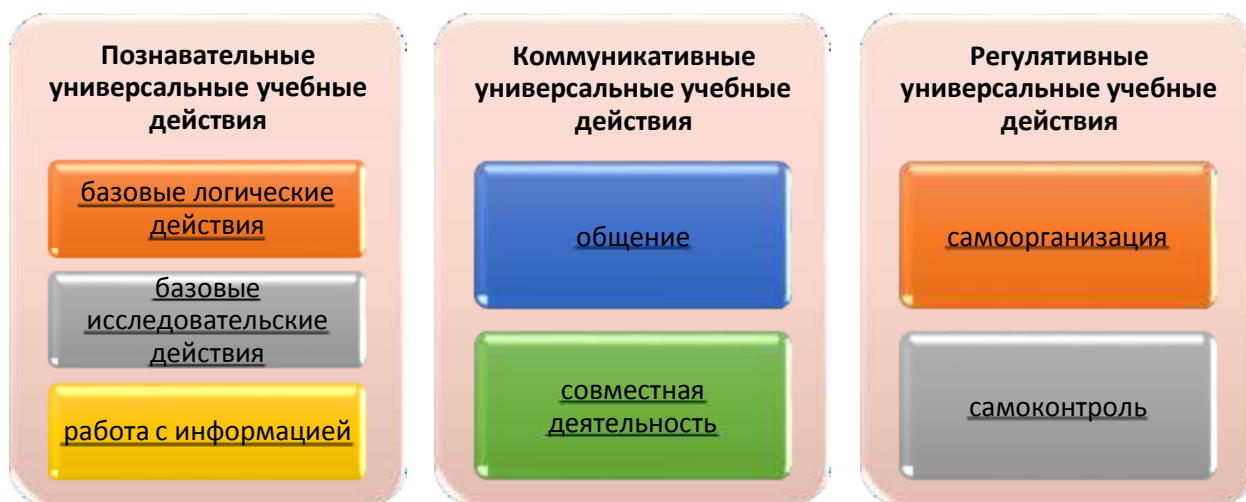 Познавательные
универсальные учебные
действия
базовые логические
действия
базовые
исследовательские
действия
работа с информацией
Коммуникативные
универсальные учебные
действия
общение
совместная
деятельность
Регулятивные
универсальные учебные
действия
самоорганизация
самоконтроль